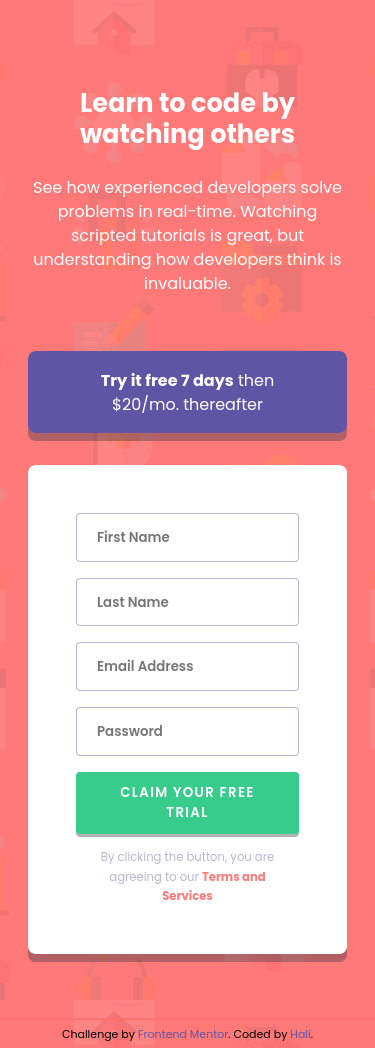 Learn to code by
watching others
See how experienced developers solve
problems in real-time. Watching
scripted tutorials is great, but
understanding how developers think is
invaluable.
Try it free 7 days then
$20/mo. thereafter
First Name
Last Name
Email Address
Password
CLAIM YOUR FREE
TRIAL
By clicking the button, you are
agreeing to our Terms and
Services
Challenge by Frontend Mentor. Coded by Hali.